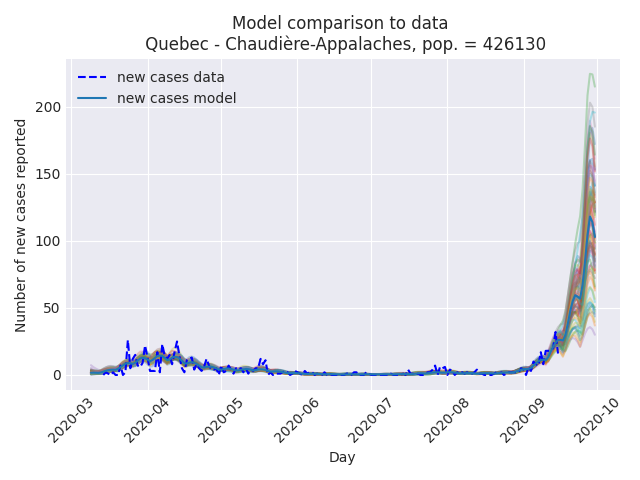 Model comparison to data
Quebec - Chaudière-Appalaches, pop. = 426130
new cases data
new cases model
Number of new cases reported
200
150
100
50
0
2020-03
2020-04
2020-05
2020-06
2020-07
2020-08
2020-09
2020-10
Day